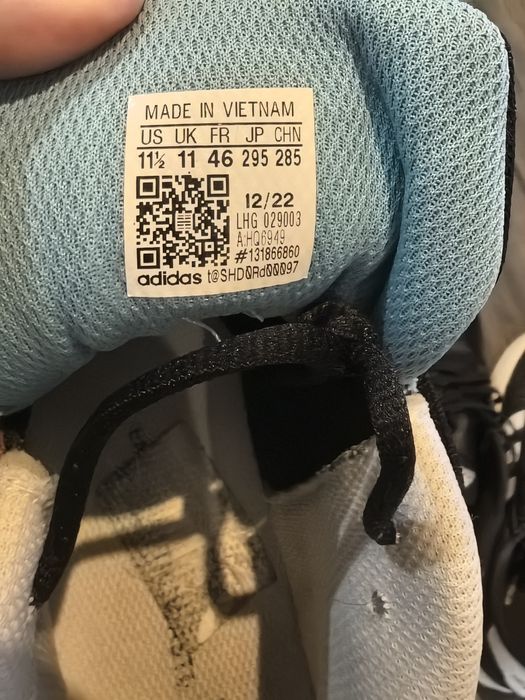 MADE IN VIETNAM
US UK FR JP CHN
11½ 11 46 295 285
12/22
LHG 029003
A:HQ6949
#131866860
adidas t@SHD0Rd00097